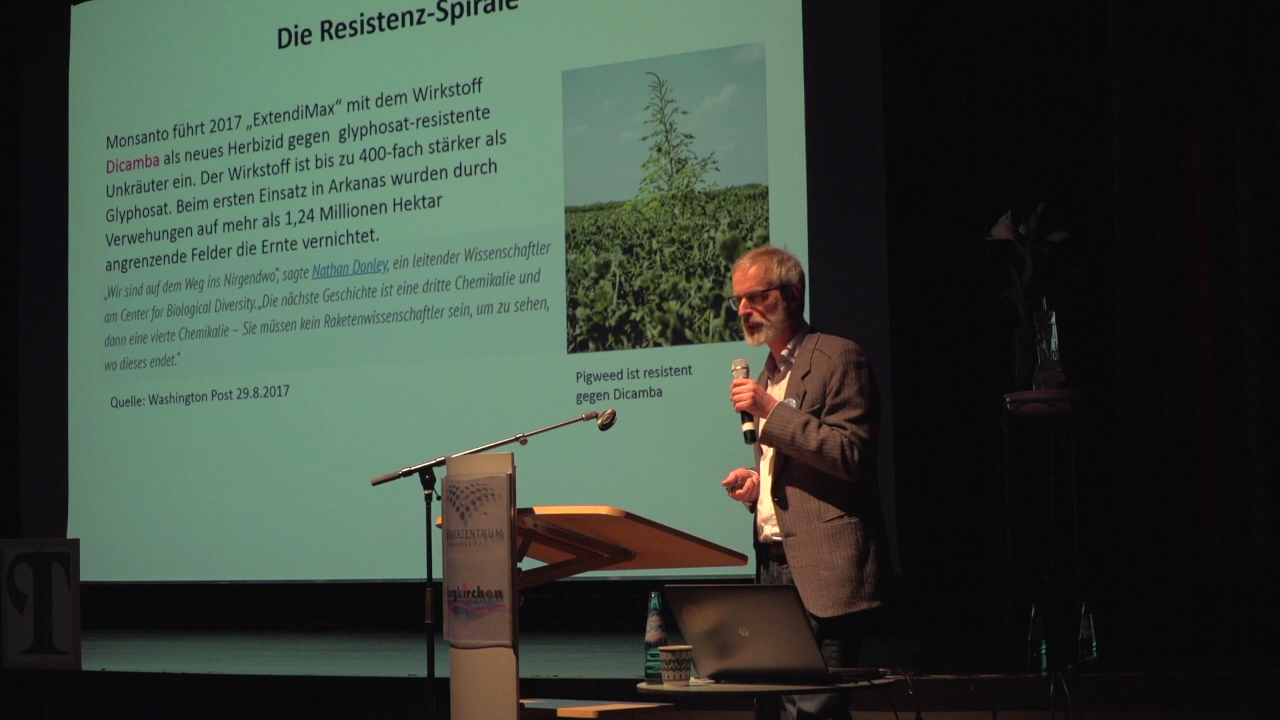 Die Resistenz-Spirale
Monsanto führt 2017 „ExtendiMax“ mit dem Wirkstoff
Dicamba als neues Herbizid gegen glyphosat-resistente
Unkräuter ein. Der Wirkstoff ist bis zu 400-fach stärker als
Glyphosat. Beim ersten Einsatz in Arkanas wurden durch
Verwehungen auf mehr als 1,24 Millionen Hektar
angrenzende Felder die Ernte vernichtet.
„Wir sind auf dem Weg ins Nirgendwo“, sagte Nathan Donley, ein leitender Wissenschaftler
am Center for Biological Diversity. „Die nächste Geschichte ist eine dritte Chemikalie und
dann eine vierte Chemikalie – Sie müssen kein Raketenwissenschaftler sein, um zu sehen,
wo dieses endet.“
Quelle: Washington Post 29.8.2017
Pigweed ist resistent
gegen Dicamba
T
hp